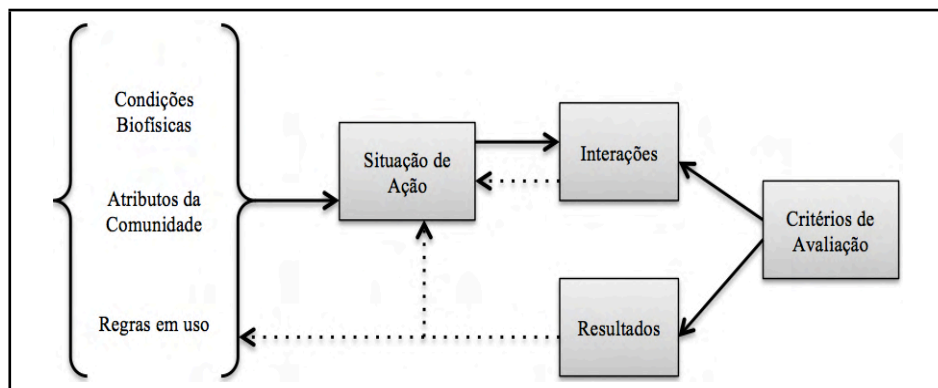 Condições
Biofísicas
Atributos da
Comunidade
Regras em uso
Situação de
Ação
Interações
Resultados
Critérios de
Avaliação